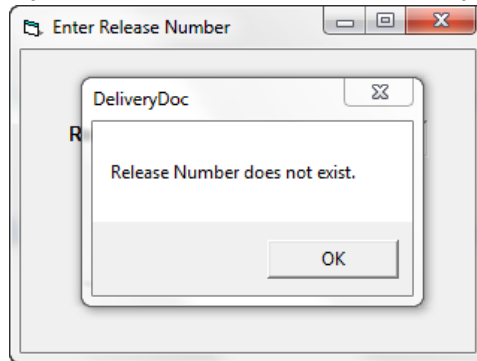 Enter Release Number
DeliveryDoc
R
Release Number does not exist.
OK